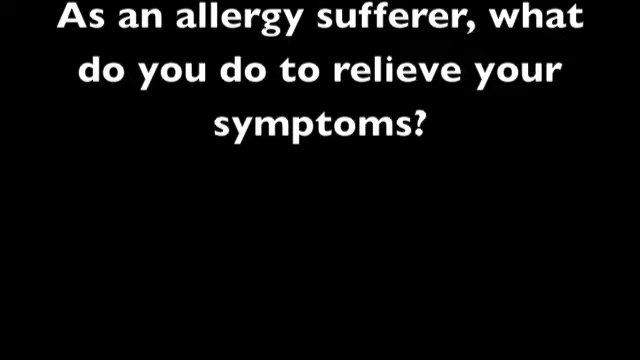 As an allergy sufferer, what
do you do to relieve your
symptoms?